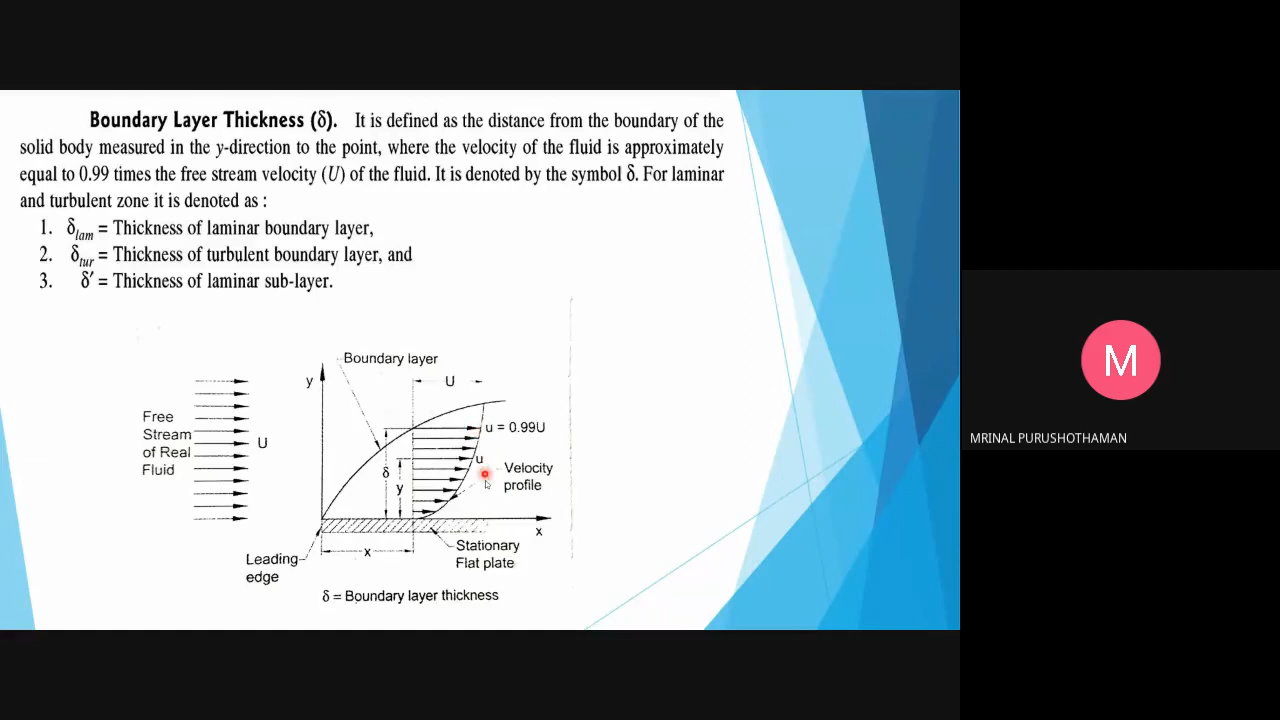 Boundary Layer Thickness (δ). It is defined as the distance from the boundary of the
solid body measured in the y-direction to the point, where the velocity of the fluid is approximately
equal to 0.99 times the free stream velocity (U) of the fluid. It is denoted by the symbol δ. For laminar
and turbulent zone it is denoted as :
1. δlam = Thickness of laminar boundary layer,
2. δtur = Thickness of turbulent boundary layer, and
3. δ′ = Thickness of laminar sub-layer.
Boundary layer
y
U
Free
Stream
of Real
Fluid
U
u = 0.99U
u
δ
y
Velocity
profile
x
x
Leading
edge
Stationary
Flat plate
δ = Boundary layer thickness
M
MRINAL PURUSHOTHAMAN